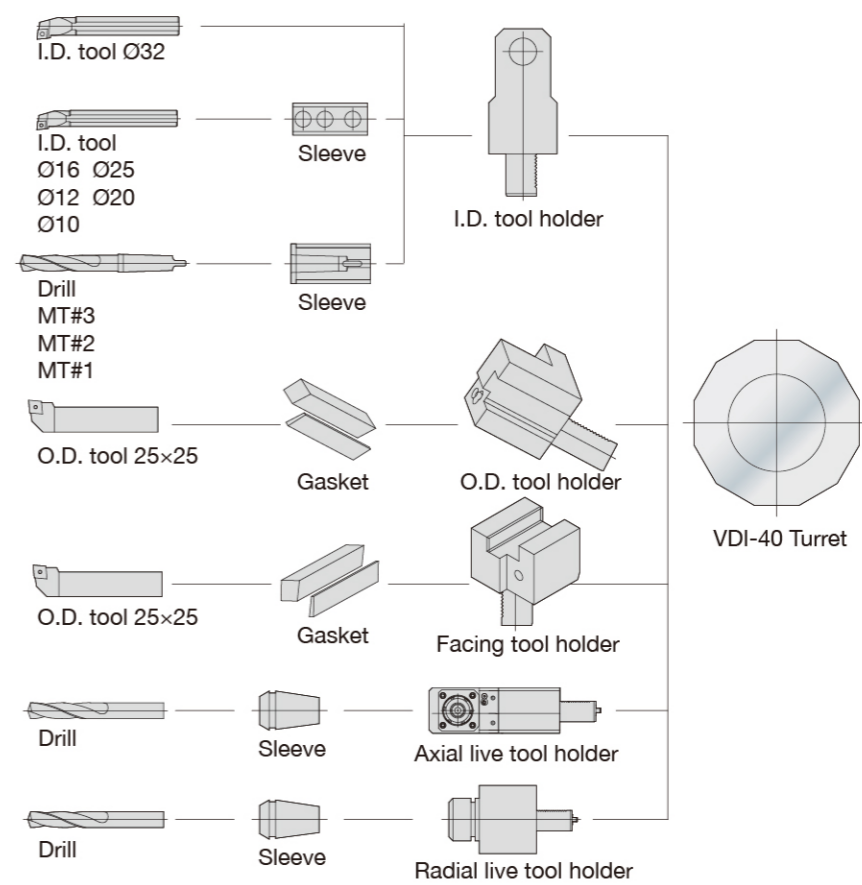 I.D. tool Ø32
I.D. tool
Ø16 Ø25
Ø12 Ø20
Ø10
Sleeve
I.D. tool holder
Drill
MT#3
MT#2
MT#1
Sleeve
O.D. tool 25×25
Gasket
O.D. tool holder
VDI-40 Turret
O.D. tool 25×25
Gasket
Facing tool holder
Drill
Sleeve
Axial live tool holder
Drill
Sleeve
Radial live tool holder